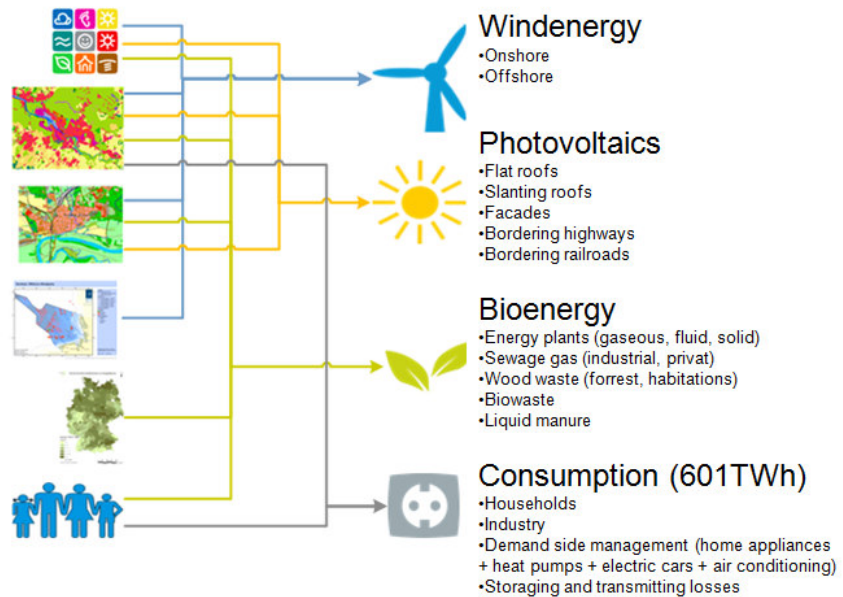 Windenergy
•Onshore
•Offshore
Photovoltaics
•Flat roofs
•Slanting roofs
•Facades
•Bordering highways
•Bordering railroads
Bioenergy
•Energy plants (gaseous, fluid, solid)
•Sewage gas (industrial, privat)
•Wood waste (forrest, habitations)
•Biowaste
•Liquid manure
Consumption (601TWh)
•Households
•Industry
•Demand side management (home appliances
+ heat pumps + electric cars + air conditioning)
•Storaging and transmitting losses